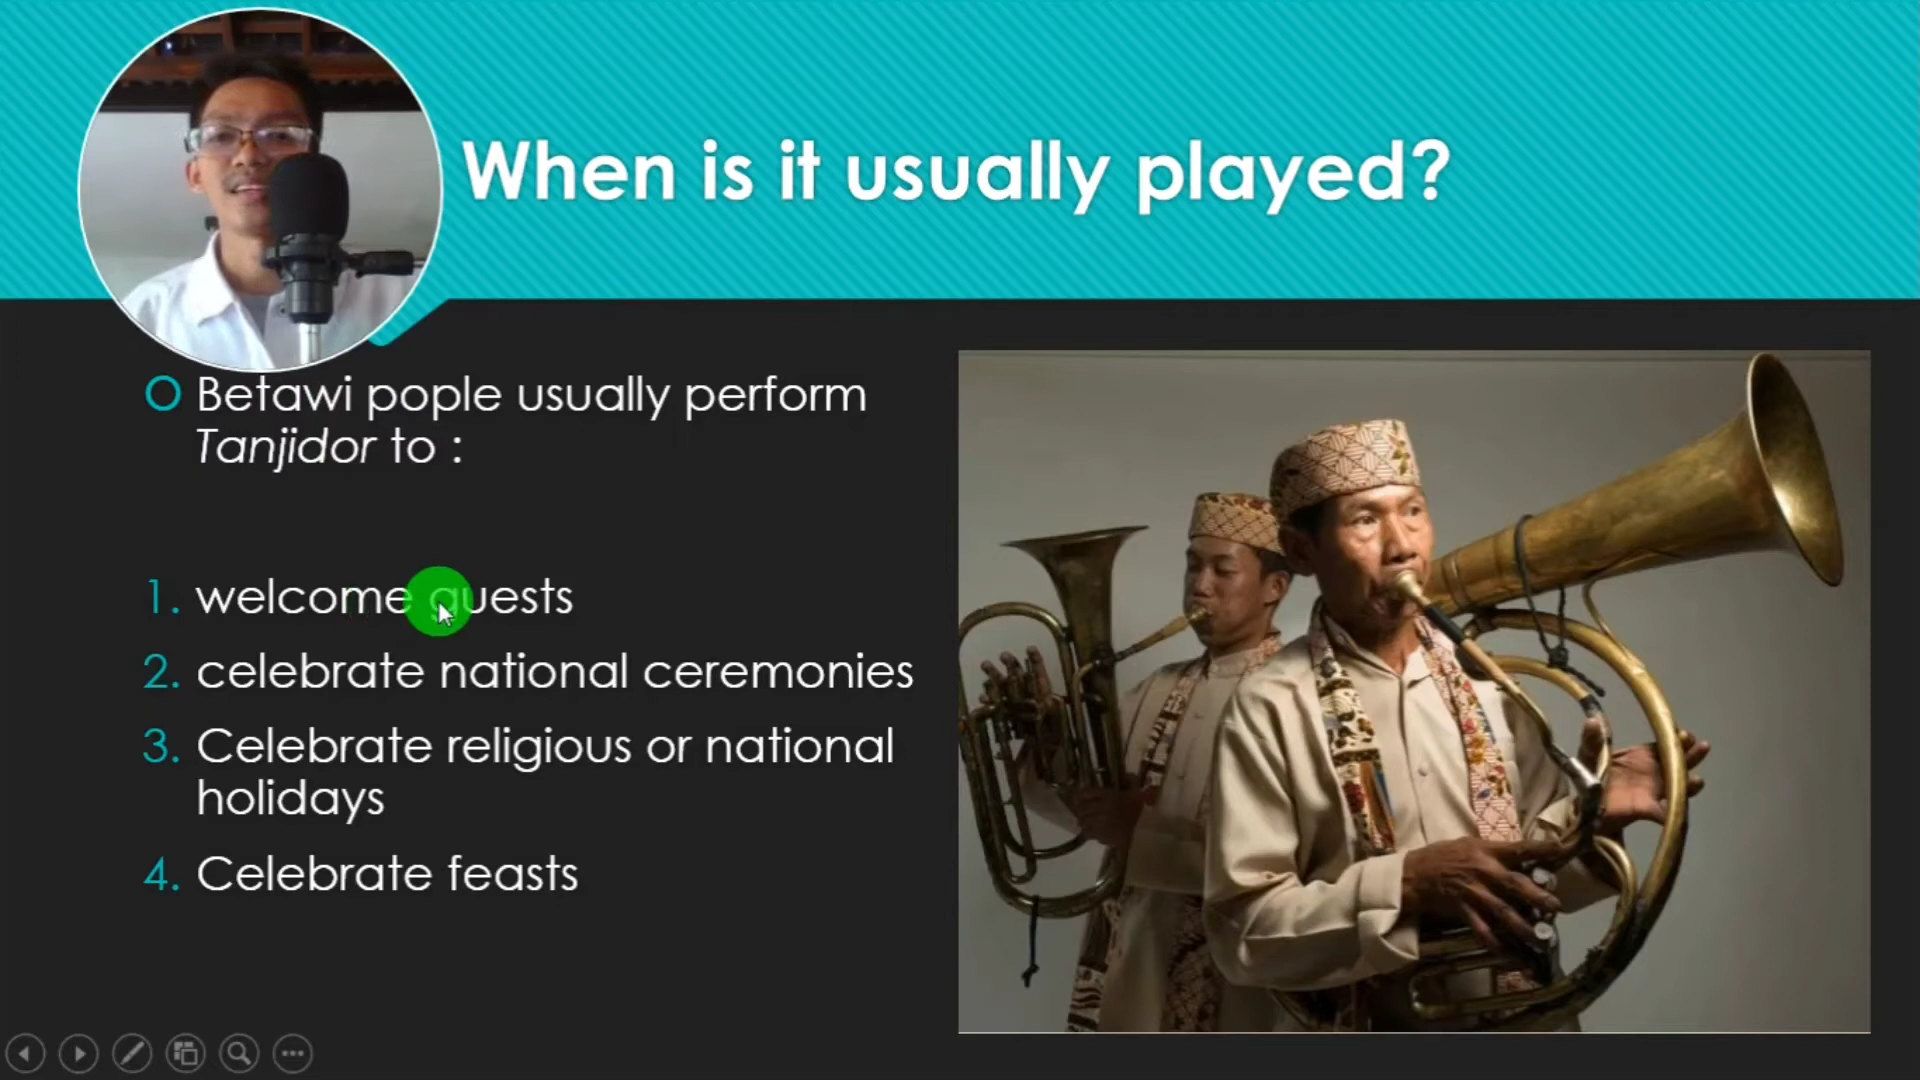 When is it usually played?
Betawi pople usually perform
Tanjidor to :
1. welcome guests
2. celebrate national ceremonies
3. Celebrate religious or national
holidays
4. Celebrate feasts